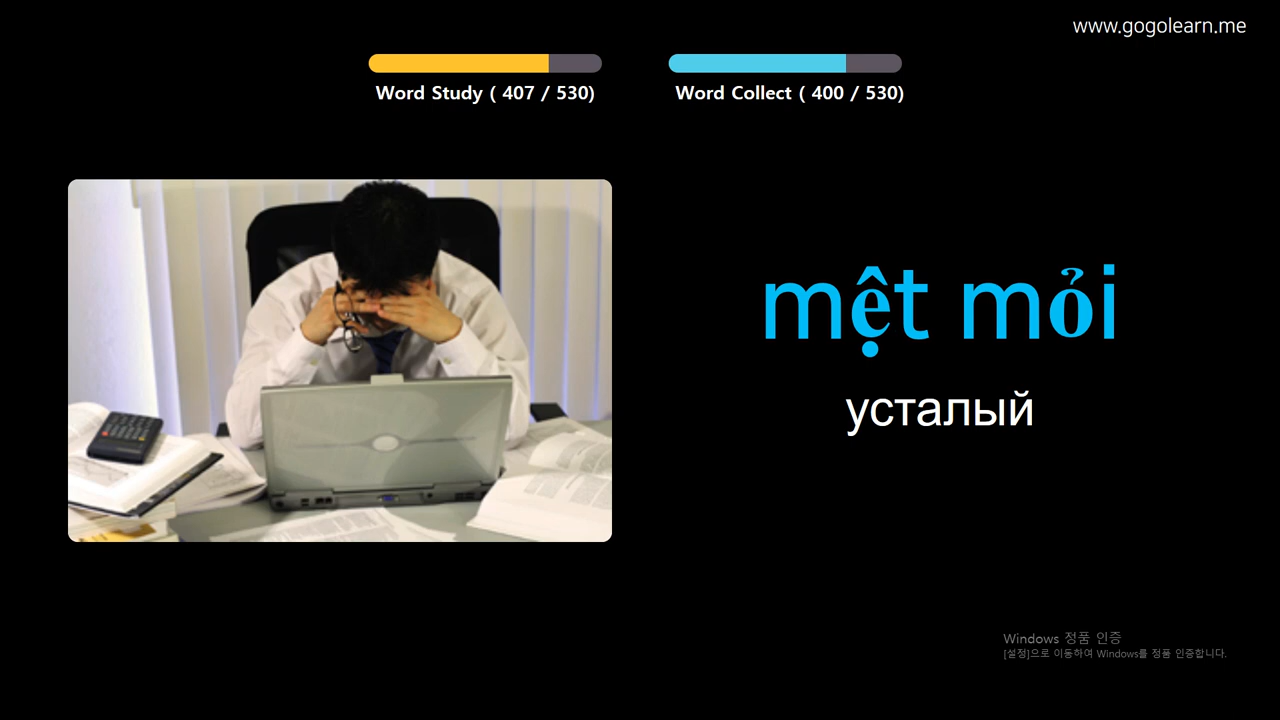 www.gogolearn.me
Word Study ( 407 / 530)
Word Collect ( 400 / 530)
mệt mỏi
усталый
Windows 정품 인증
[설정]으로 이동하여 Windows를 정품 인증합니다.